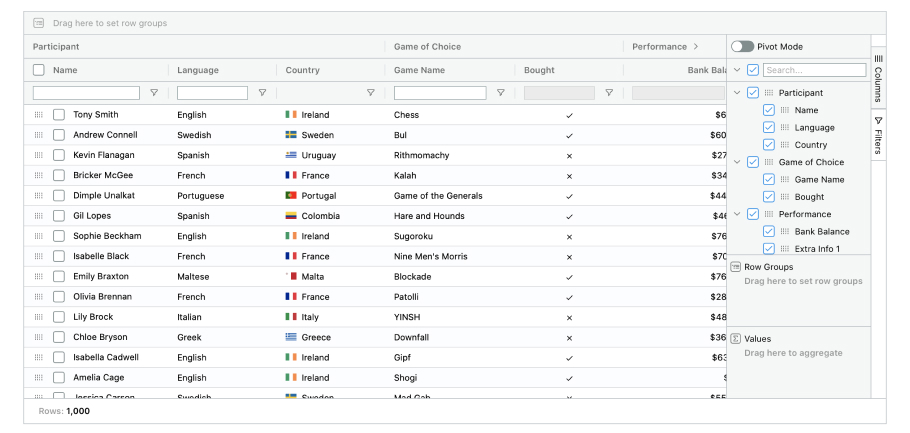 Drag here to set row groups
Participant Game of Choice Performance Pivot Mode
Name Language Country Game Name Bought Bank Bala Search...
Columns
Filters
Tony Smith English Ireland Chess $6
Andrew Connell Swedish Sweden Bul $60
Kevin Flanagan Spanish Uruguay Rithmomachy $27
Bricker McGee French France Kalah $34
Dimple Unalkat Portuguese Portugal Game of the Generals $44
Gil Lopes Spanish Colombia Hare and Hounds $46
Sophie Beckham English Ireland Sugoroku $76
Isabelle Black French France Nine Men's Morris $70
Emily Braxton Maltese Malta Blockade $76
Olivia Brennan French France Patolli $28
Lily Brock Italian Italy YINSH $48
Chloe Bryson Greek Greece Downfall $36
Isabella Cadwell English Ireland Gipf $63
Amelia Cage English Ireland Shogi $
Jessica Carson Swedish Sweden Mad Gab $55
Participant
Name
Language
Country
Game of Choice
Game Name
Bought
Performance
Bank Balance
Extra Info 1
Row Groups
Drag here to set row groups
Values
Drag here to aggregate
Rows: 1,000